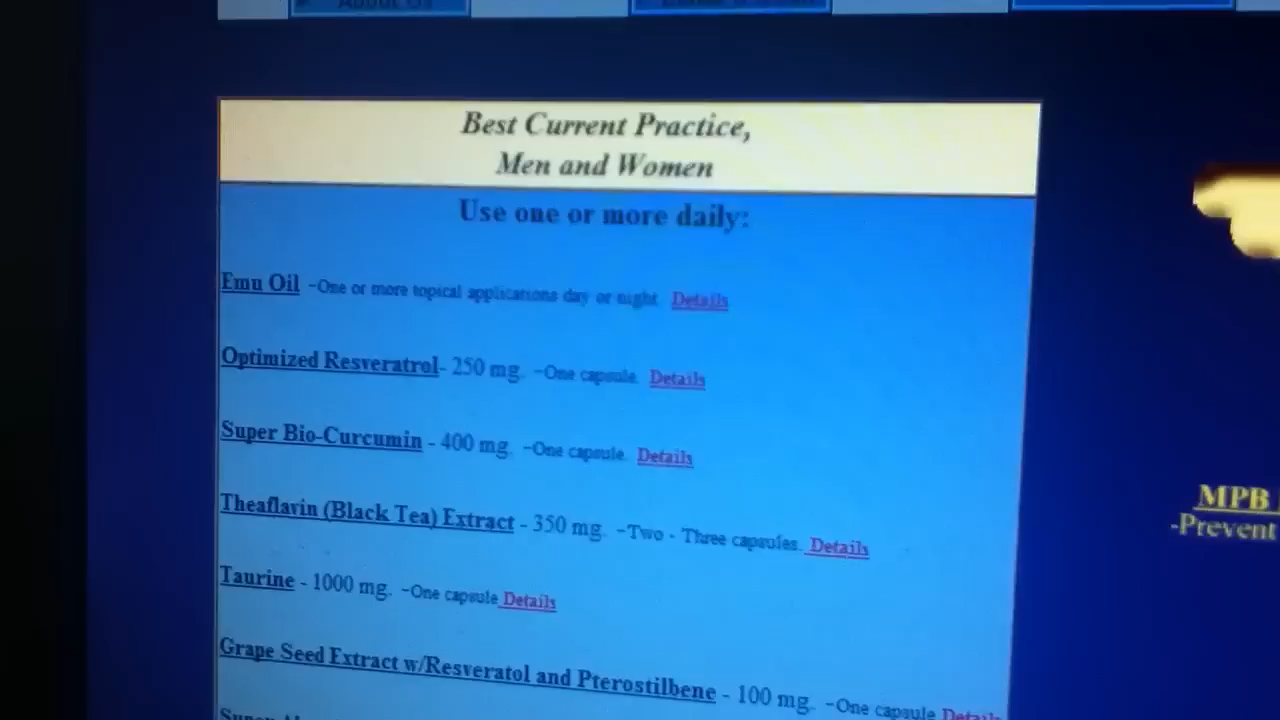 About Us
Best Current Practice,
Men and Women
Use one or more daily:
Emu Oil -One or more topical applications day or night. Details
Optimized Resveratrol- 250 mg. -One capsule. Details
Super Bio-Curcumin - 400 mg. -One capsule. Details
Theaflavin (Black Tea) Extract - 350 mg. -Two - Three capsules. Details
Taurine - 1000 mg. -One capsule Details
Grape Seed Extract w/Resveratol and Pterostilbene - 100 mg. -One capsule Details
Super
MPB
-Prevent